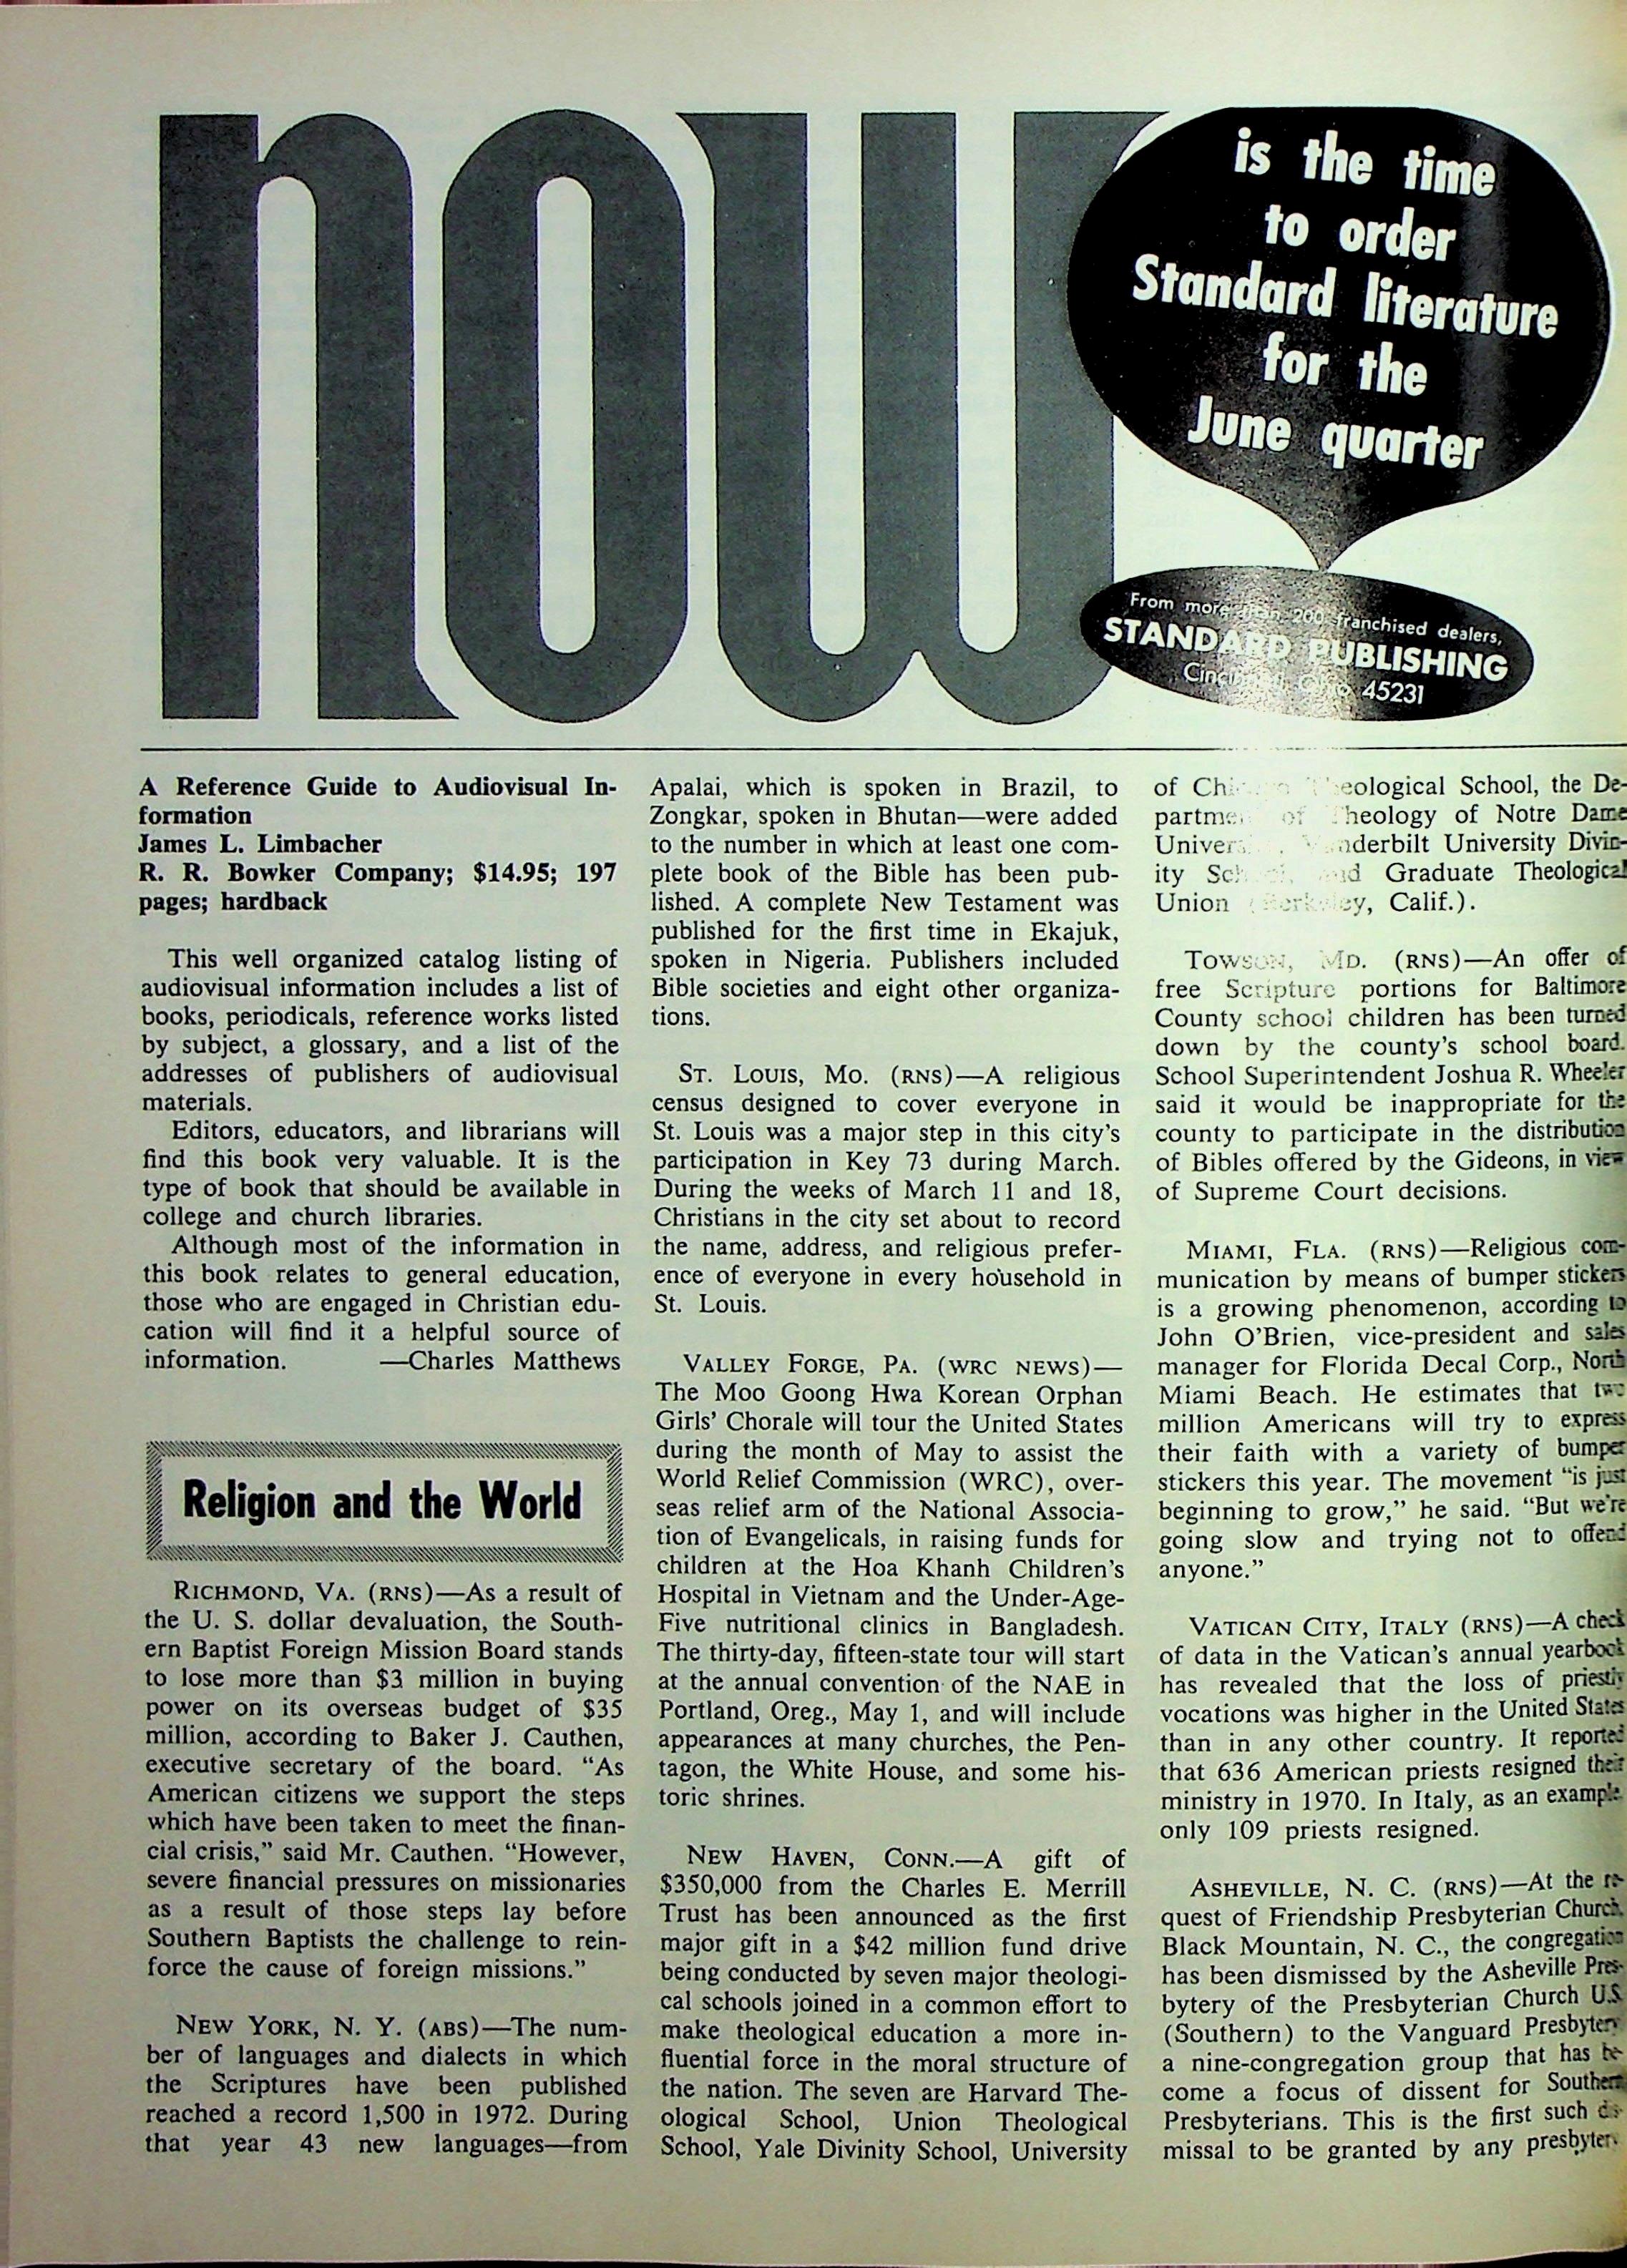 now
is the time
to order
Standard literature
for the
June quarter
From more than 200 franchised dealers,
STANDARD PUBLISHING
Cincinnati, Ohio 45231
A Reference Guide to Audiovisual In-
formation
James L. Limbacher
R. R. Bowker Company; $14.95; 197
pages; hardback
This well organized catalog listing of
audiovisual information includes a list of
books, periodicals, reference works listed
by subject, a glossary, and a list of the
addresses of publishers of audiovisual
materials.
Editors, educators, and librarians will
find this book very valuable. It is the
type of book that should be available in
college and church libraries.
Although most of the information in
this book relates to general education,
those who are engaged in Christian edu-
cation will find it a helpful source of
information. —Charles Matthews
Religion and the World
RICHMOND, VA. (RNS)—As a result of
the U. S. dollar devaluation, the South-
ern Baptist Foreign Mission Board stands
to lose more than $3 million in buying
power on its overseas budget of $35
million, according to Baker J. Cauthen,
executive secretary of the board. “As
American citizens we support the steps
which have been taken to meet the finan-
cial crisis,” said Mr. Cauthen. “However,
severe financial pressures on missionaries
as a result of those steps lay before
Southern Baptists the challenge to rein-
force the cause of foreign missions.”
NEW YORK, N. Y. (ABS)—The num-
ber of languages and dialects in which
the Scriptures have been published
reached a record 1,500 in 1972. During
that year 43 new languages—from
Apalai, which is spoken in Brazil, to
Zongkar, spoken in Bhutan—were added
to the number in which at least one com-
plete book of the Bible has been pub-
lished. A complete New Testament was
published for the first time in Ekajuk,
spoken in Nigeria. Publishers included
Bible societies and eight other organiza-
tions.
ST. LOUIS, MO. (RNS)—A religious
census designed to cover everyone in
St. Louis was a major step in this city’s
participation in Key 73 during March.
During the weeks of March 11 and 18,
Christians in the city set about to record
the name, address, and religious prefer-
ence of everyone in every household in
St. Louis.
VALLEY FORGE, PA. (WRC NEWS)—
The Moo Goong Hwa Korean Orphan
Girls’ Chorale will tour the United States
during the month of May to assist the
World Relief Commission (WRC), over-
seas relief arm of the National Associa-
tion of Evangelicals, in raising funds for
children at the Hoa Khanh Children’s
Hospital in Vietnam and the Under-Age-
Five nutritional clinics in Bangladesh.
The thirty-day, fifteen-state tour will start
at the annual convention of the NAE in
Portland, Oreg., May 1, and will include
appearances at many churches, the Pen-
tagon, the White House, and some his-
toric shrines.
NEW HAVEN, CONN.—A gift of
$350,000 from the Charles E. Merrill
Trust has been announced as the first
major gift in a $42 million fund drive
being conducted by seven major theologi-
cal schools joined in a common effort to
make theological education a more in-
fluential force in the moral structure of
the nation. The seven are Harvard The-
ological School, Union Theological
School, Yale Divinity School, University
of Theological School, the De-
partment of Theology of Notre Dame
Vanderbilt University Divin-
ity and Graduate Theological
Union (Berkeley, Calif.).
TOWSON, MD. (RNS)—An offer of
free Scripture portions for Baltimore
County school children has been turned
down by the county’s school board.
School Superintendent Joshua R. Wheeler
said it would be inappropriate for the
county to participate in the distribution
of Bibles offered by the Gideons, in view
of Supreme Court decisions.
MIAMI, FLA. (RNS)—Religious com-
munication by means of bumper stickers
is a growing phenomenon, according to
John O’Brien, vice-president and sales
manager for Florida Decal Corp., North
Miami Beach. He estimates that two
million Americans will try to express
their faith with a variety of bumper
stickers this year. The movement “is just
beginning to grow,” he said. “But we’re
going slow and trying not to offend
anyone.”
VATICAN CITY, ITALY (RNS)—A check
of data in the Vatican’s annual yearbook
has revealed that the loss of priestly
vocations was higher in the United States
than in any other country. It reported
that 636 American priests resigned their
ministry in 1970. In Italy, as an example,
only 109 priests resigned.
ASHEVILLE, N. C. (RNS)—At the re-
quest of Friendship Presbyterian Church,
Black Mountain, N. C., the congregation
has been dismissed by the Asheville Pres-
bytery of the Presbyterian Church U.S.
(Southern) to the Vanguard Presbytery
a nine-congregation group that has be-
come a focus of dissent for Southern
Presbyterians. This is the first such dis-
missal to be granted by any presbytery.